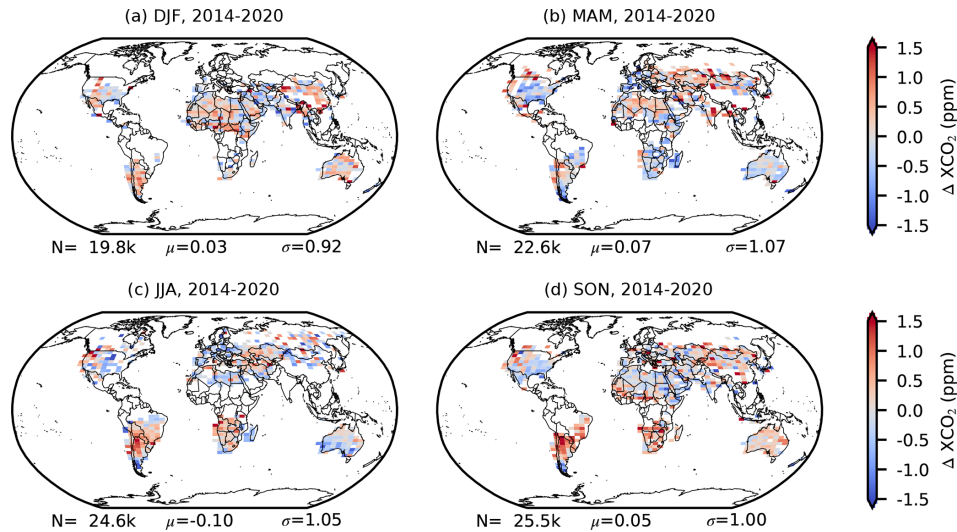 (a) DJF, 2014-2020
(b) MAM, 2014-2020
1.5
1.0
0.5
0.0
-0.5
-1.0
-1.5
Δ XCO₂ (ppm)
N= 19.8k μ=0.03 σ=0.92
N= 22.6k μ=0.07 σ=1.07
(c) JJA, 2014-2020
(d) SON, 2014-2020
1.5
1.0
0.5
0.0
-0.5
-1.0
-1.5
Δ XCO₂ (ppm)
N= 24.6k μ=-0.10 σ=1.05
N= 25.5k μ=0.05 σ=1.00